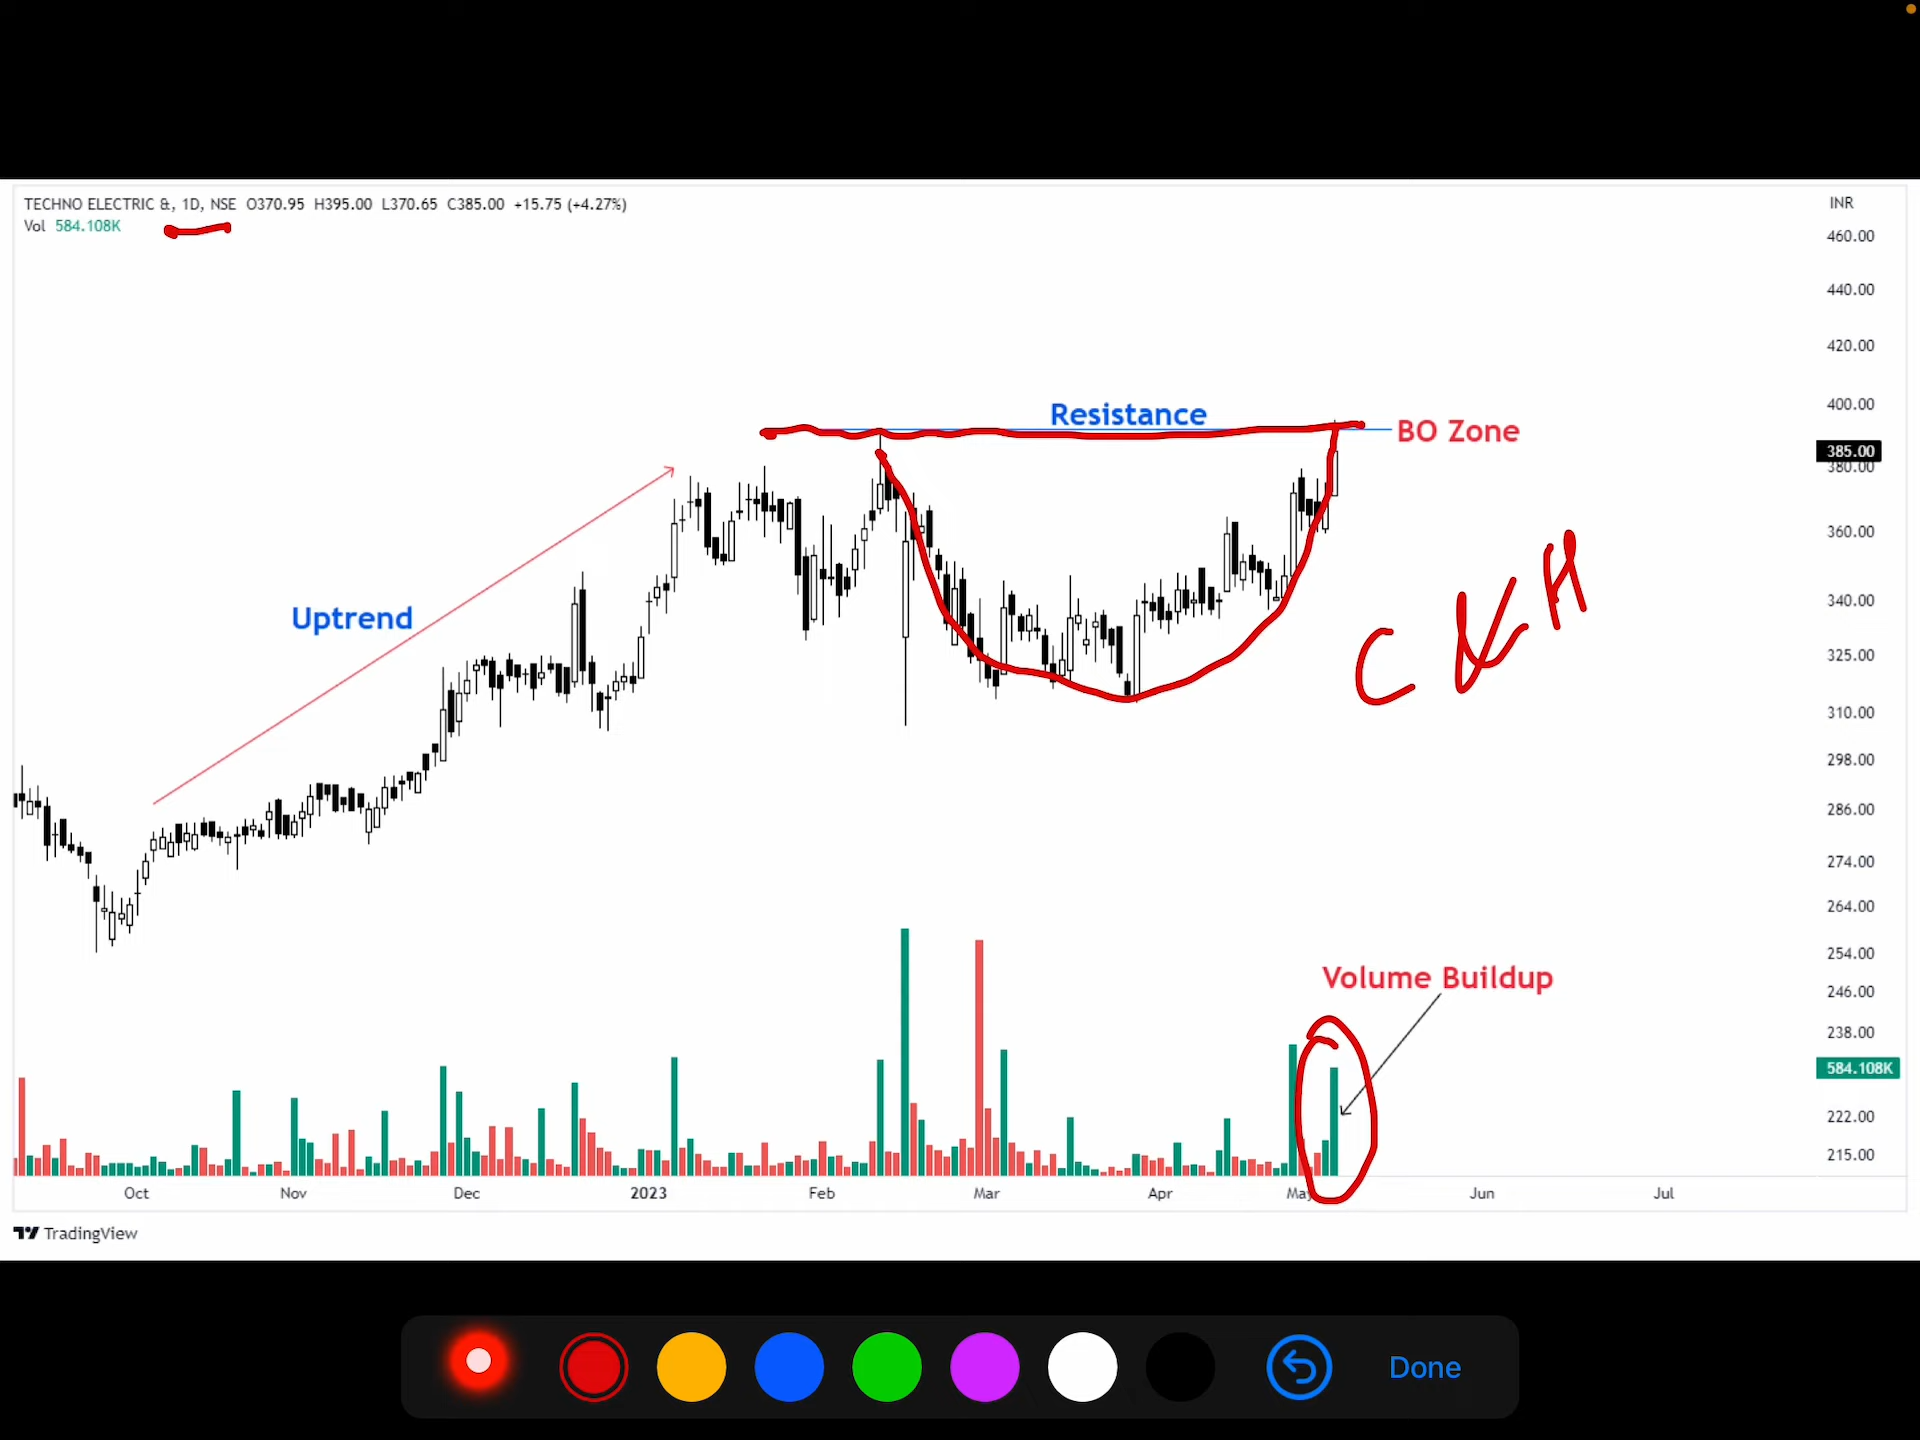 TECHNO ELECTRIC &, 1D, NSE O370.95 H395.00 L370.65 C385.00 +15.75 (+4.27%)
Vol 584.108K
INR
460.00
440.00
420.00
400.00
Resistance
BO Zone
385.00
380.00
360.00
C & H
340.00
Uptrend
325.00
310.00
298.00
286.00
274.00
264.00
254.00
Volume Buildup
246.00
238.00
584.108K
222.00
215.00
Oct Nov Dec 2023 Feb Mar Apr May Jun Jul
TradingView
Done